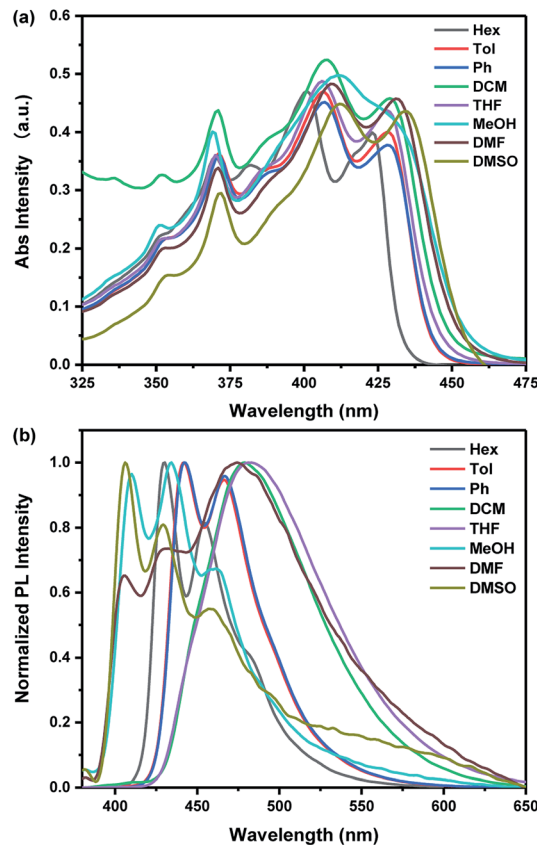 (a)
0.6
0.5
0.4
0.3
0.2
0.1
0.0
Abs Intensity (a.u.)
Hex
Tol
Ph
DCM
THF
MeOH
DMF
DMSO
325 350 375 400 425 450 475
Wavelength (nm)
(b)
1.0
0.8
0.6
0.4
0.2
0.0
Normalized PL Intensity
Hex
Tol
Ph
DCM
THF
MeOH
DMF
DMSO
400 450 500 550 600 650
Wavelength (nm)